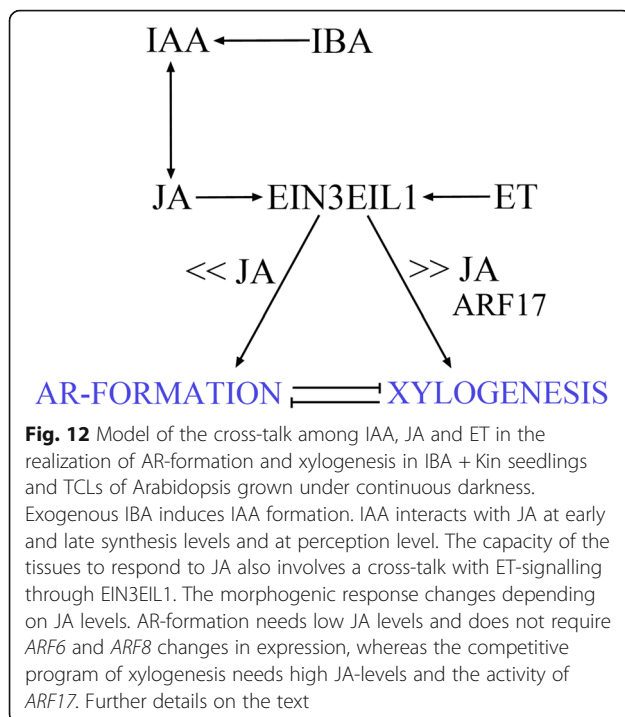 IAA IBA
JA EIN3EIL1 ET
<< JA >> JA
ARF17
AR-FORMATION XYLOGENESIS
Fig. 12 Model of the cross-talk among IAA, JA and ET in the
realization of AR-formation and xylogenesis in IBA + Kin seedlings
and TCLs of Arabidopsis grown under continuous darkness.
Exogenous IBA induces IAA formation. IAA interacts with JA at early
and late synthesis levels and at perception level. The capacity of the
tissues to respond to JA also involves a cross-talk with ET-signalling
through EIN3EIL1. The morphogenic response changes depending
on JA levels. AR-formation needs low JA levels and does not require
ARF6 and ARF8 changes in expression, whereas the competitive
program of xylogenesis needs high JA-levels and the activity of
ARF17. Further details on the text